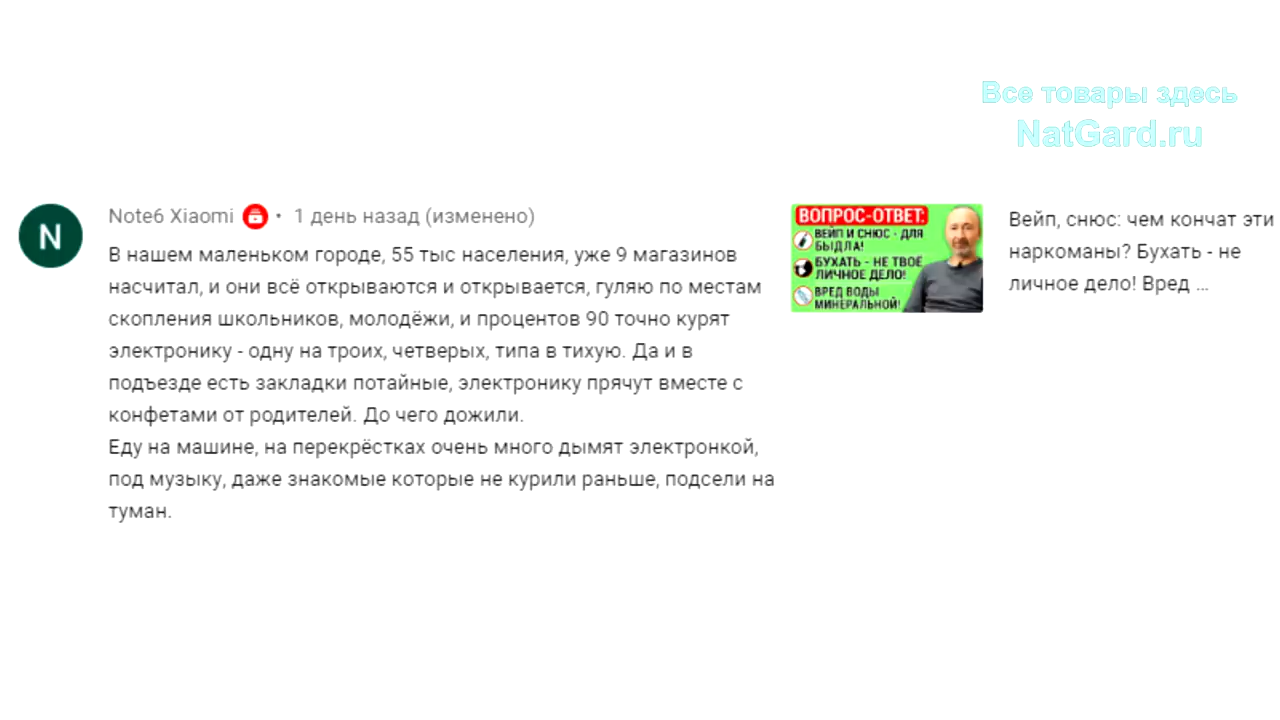 Все товары здесь
NatGard.ru
N
Note6 Xiaomi • 1 день назад (изменено)
В нашем маленьком городе, 55 тыс населения, уже 9 магазинов
насчитал, и они всё открываются и открывается, гуляю по местам
скопления школьников, молодёжи, и процентов 90 точно курят
электронику - одну на троих, четверых, типа в тихую. Да и в
подъезде есть закладки потайные, электронику прячут вместе с
конфетами от родителей. До чего дожили.
Еду на машине, на перекрёстках очень много дымят электронкой,
под музыку, даже знакомые которые не курили раньше, подсели на
туман.
ВОПРОС-ОТВЕТ:
ВЕЙП И СНЮС - ДЛЯ
БЫДЛА!
БУХАТЬ - НЕ ТВОЕ
ЛИЧНОЕ ДЕЛО!
ВРЕД ВОДЫ
МИНЕРАЛЬНОЙ!
Вейп, снюс: чем кончат эти
наркоманы? Бухать - не
личное дело! Вред ...